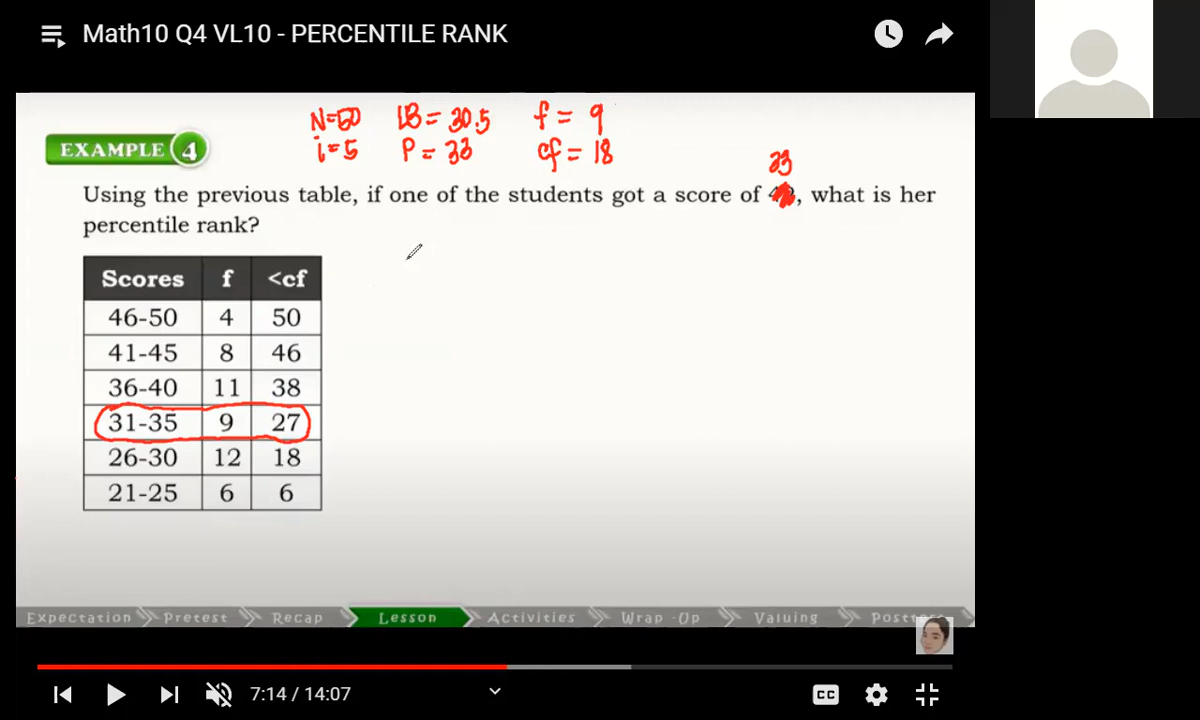 Math10 Q4 VL10 - PERCENTILE RANK
N=50 LB = 30.5 f = 9
i=5 P = 33 cf = 18
EXAMPLE 4
33
Using the previous table, if one of the students got a score of , what is her
percentile rank?
Scores f <cf
46-50 4 50
41-45 8 46
36-40 11 38
31-35 9 27
26-30 12 18
21-25 6 6
Expectation Pretest Recap Lesson Activities Wrap-Up Valuing
7:14 / 14:07
CC